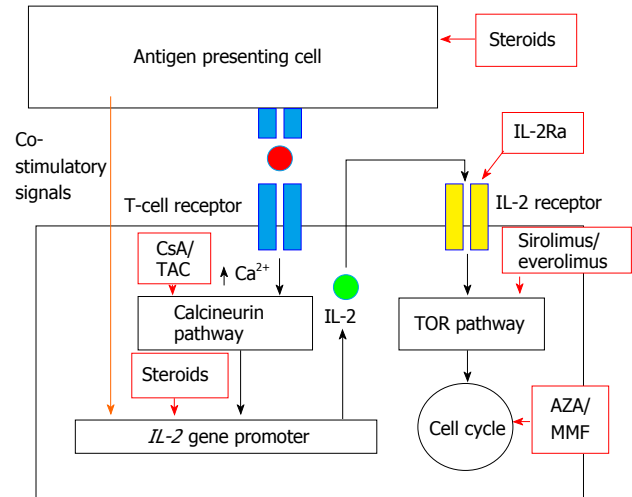 Antigen presenting cell
Steroids
Co-
stimulatory
signals
IL-2Ra
T-cell receptor
IL-2 receptor
CsA/
TAC
Ca²⁺
Sirolimus/
everolimus
Calcineurin
pathway
IL-2
TOR pathway
Steroids
IL-2 gene promoter
Cell cycle
AZA/
MMF